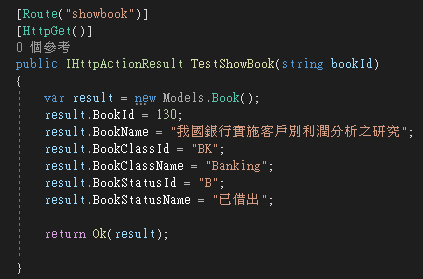 [Route("showbook")]
[HttpGet()]
0 個參考
public IHttpActionResult TestShowBook(string bookId)
{
var result = new Models.Book();
result.BookId = 130;
result.BookName = "我國銀行實施客戶別利潤分析之研究";
result.BookClassId = "BK";
result.BookClassName = "Banking";
result.BookStatusId = "B";
result.BookStatusName = "已借出";
return Ok(result);
}